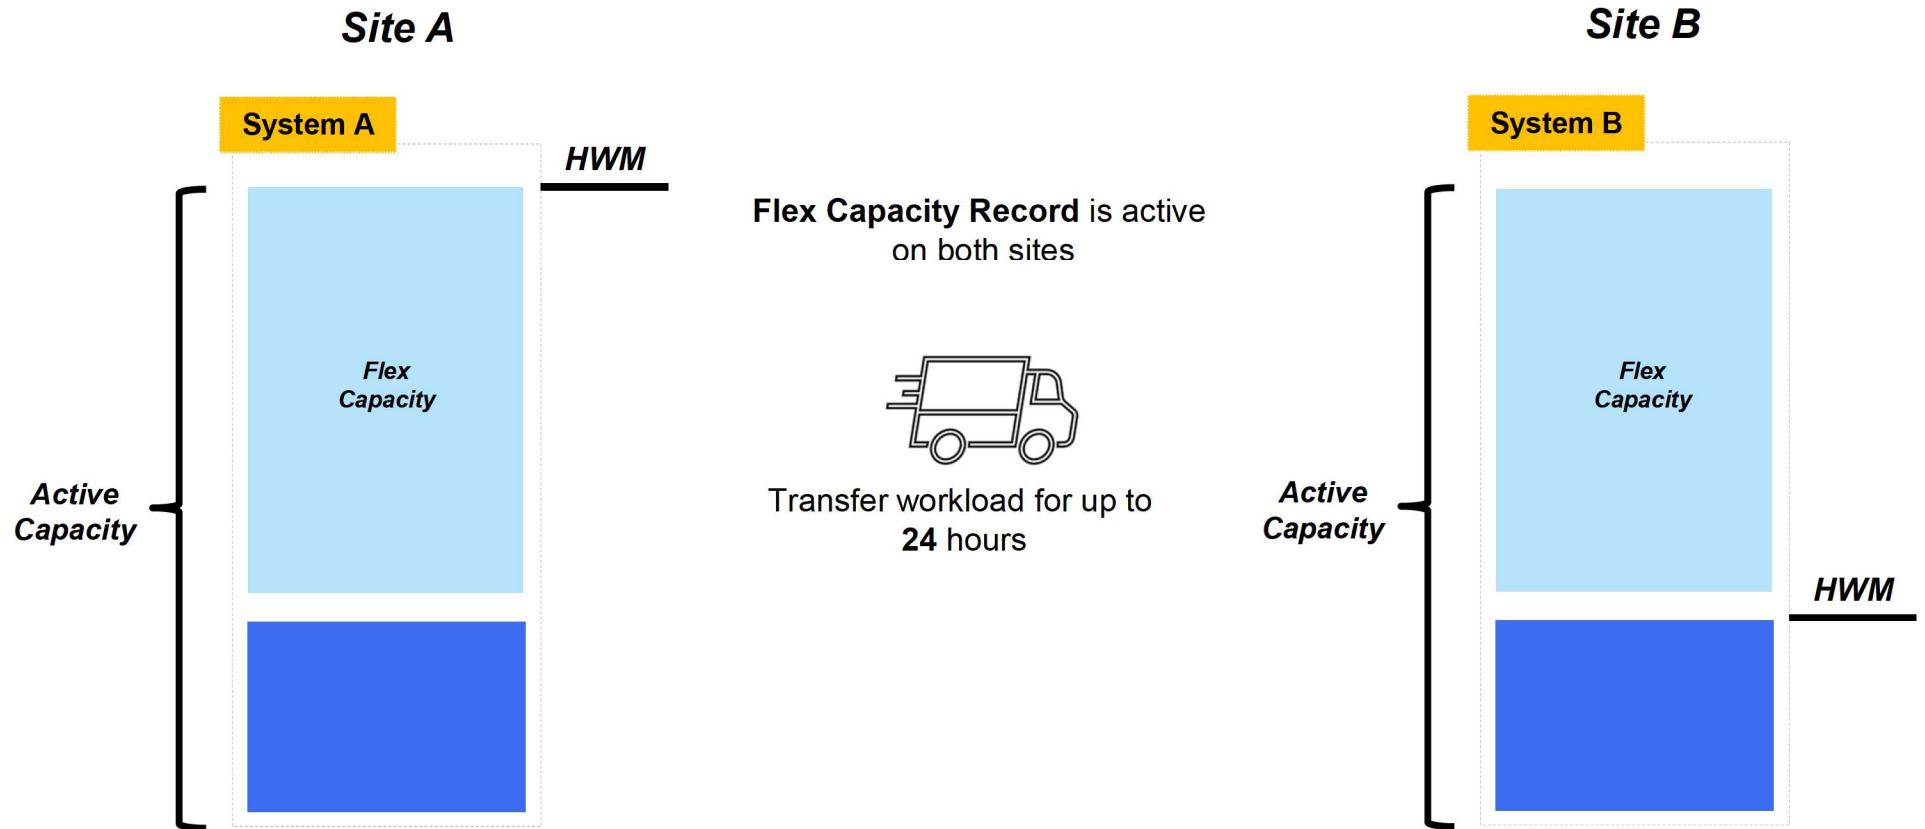 Site A
Site B
System A
HWM
Flex Capacity Record is active
on both sites
Flex
Capacity
Active
Capacity
Transfer workload for up to
24 hours
System B
Flex
Capacity
Active
Capacity
HWM